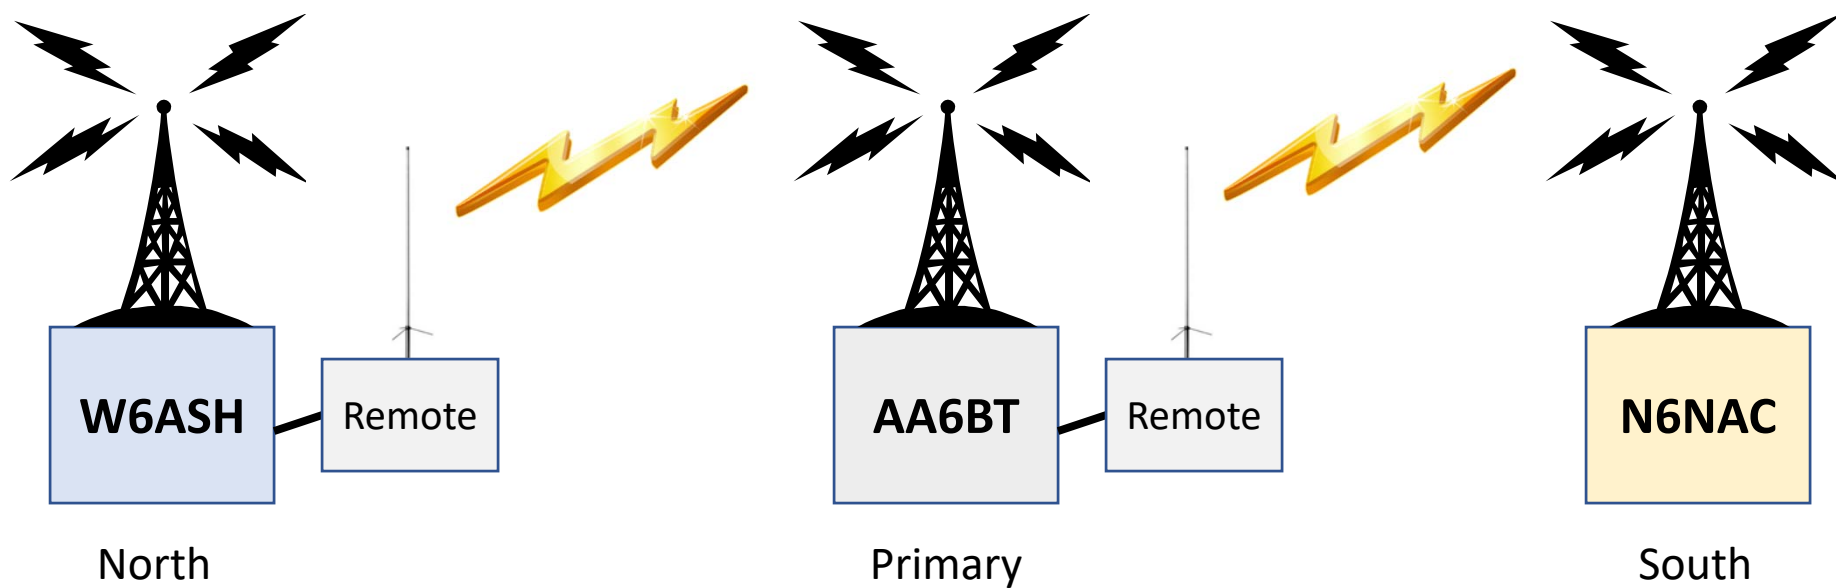 W6ASH
Remote
AA6BT
Remote
N6NAC
North
Primary
South